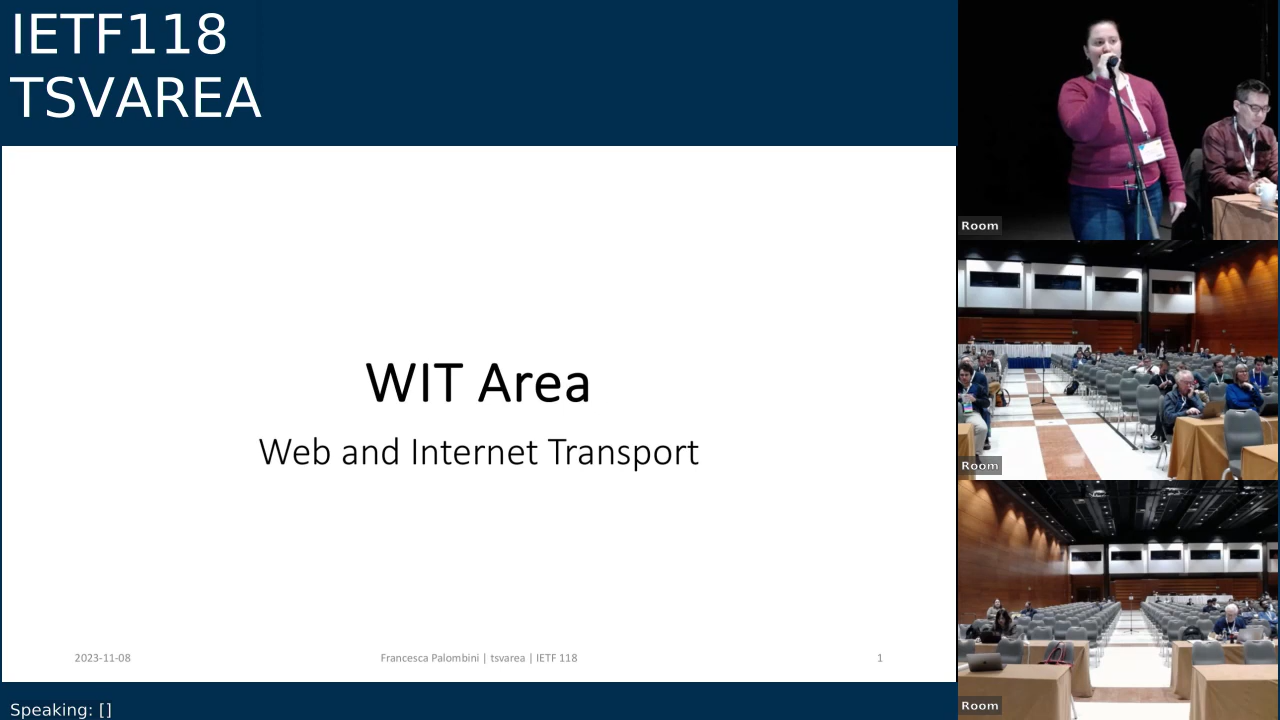 IETF118
TSVAREA
WIT Area
Web and Internet Transport
2023-11-08
Francesca Palombini | tsvarea | IETF 118
1
Speaking: []
Room
Room
Room